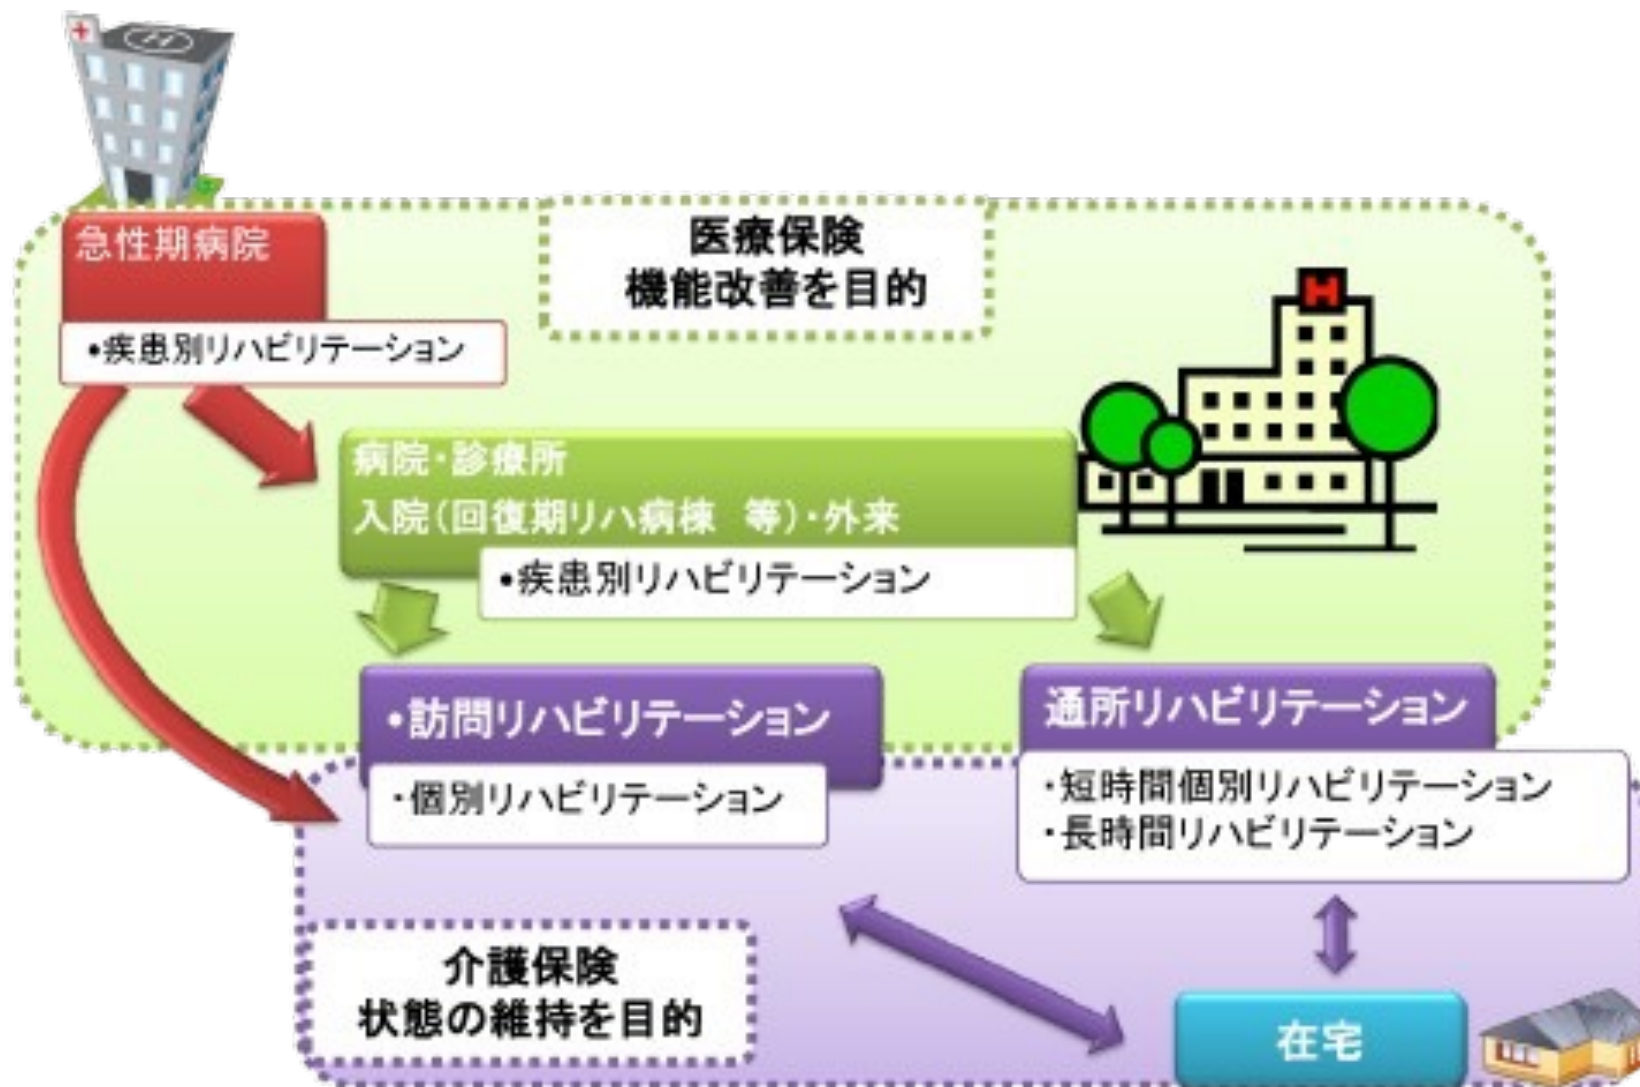 急性期病院
•疾患別リハビリテーション
医療保険
機能改善を目的
H
病院・診療所
入院(回復期リハ病棟　等)・外来
•疾患別リハビリテーション
•訪問リハビリテーション
・個別リハビリテーション
通所リハビリテーション
・短時間個別リハビリテーション
・長時間リハビリテーション
介護保険
状態の維持を目的
在宅